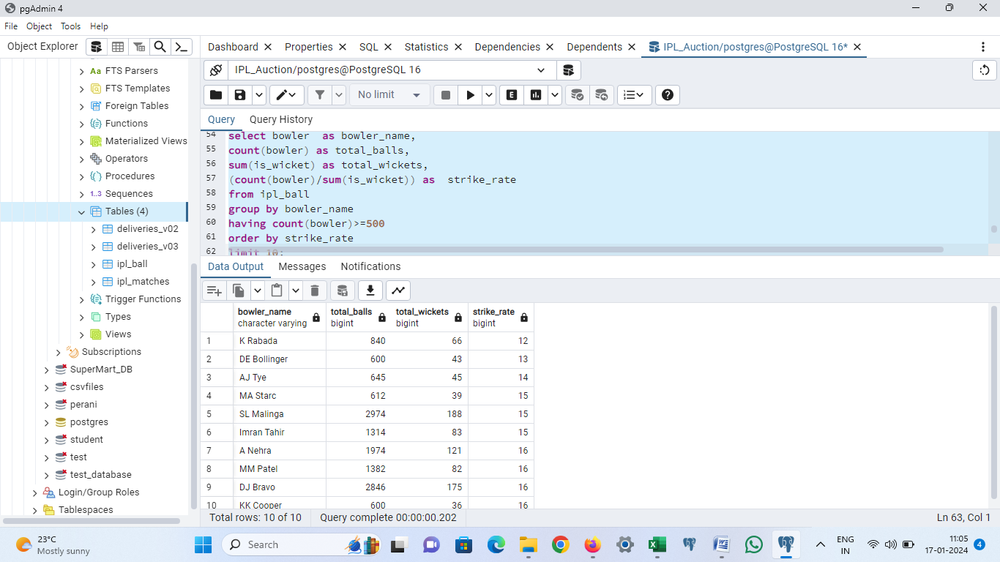 pgAdmin 4
File Object Tools Help
Object Explorer
Dashboard Properties SQL Statistics Dependencies Dependents IPL_Auction/postgres@PostgreSQL 16*
IPL_Auction/postgres@PostgreSQL 16
No limit
E
Query Query History
Aa FTS Parsers
FTS Templates
Foreign Tables
Functions
Materialized Views
Operators
Procedures
1..3 Sequences
Tables (4)
deliveries_v02
deliveries_v03
ipl_ball
ipl_matches
Trigger Functions
Types
Views
Subscriptions
SuperMart_DB
csvfiles
perani
postgres
student
test
test_database
Login/Group Roles
Tablespaces
54 select bowler  as bowler_name,
55 count(bowler) as total_balls,
56 sum(is_wicket) as total_wickets,
57 (count(bowler)/sum(is_wicket)) as  strike_rate
58 from ipl_ball
59 group by bowler_name
60 having count(bowler)>=500
61 order by strike_rate
62 limit 10;
Data Output Messages Notifications
bowler_name total_balls total_wickets strike_rate
character varying bigint bigint bigint
1 K Rabada 840 66 12
2 DE Bollinger 600 43 13
3 AJ Tye 645 45 14
4 MA Starc 612 39 15
5 SL Malinga 2974 188 15
6 Imran Tahir 1314 83 15
7 A Nehra 1974 121 16
8 MM Patel 1382 82 16
9 DJ Bravo 2846 175 16
10 KK Cooper 600 36 16
Total rows: 10 of 10 Query complete 00:00:00.202 Ln 63, Col 1
23°C
Mostly sunny
Search
ENG
IN
11:05
17-01-2024
4